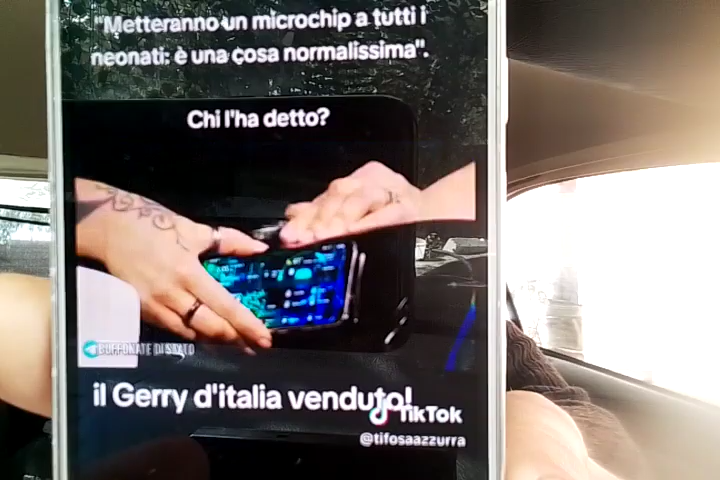 "Metteranno un microchip a tutti i
neonati: è una cosa normalissima".
Chi l'ha detto?
BUFFONATE DI STATO
il Gerry d'italia venduto!
TikTok
@tifosaazzurra